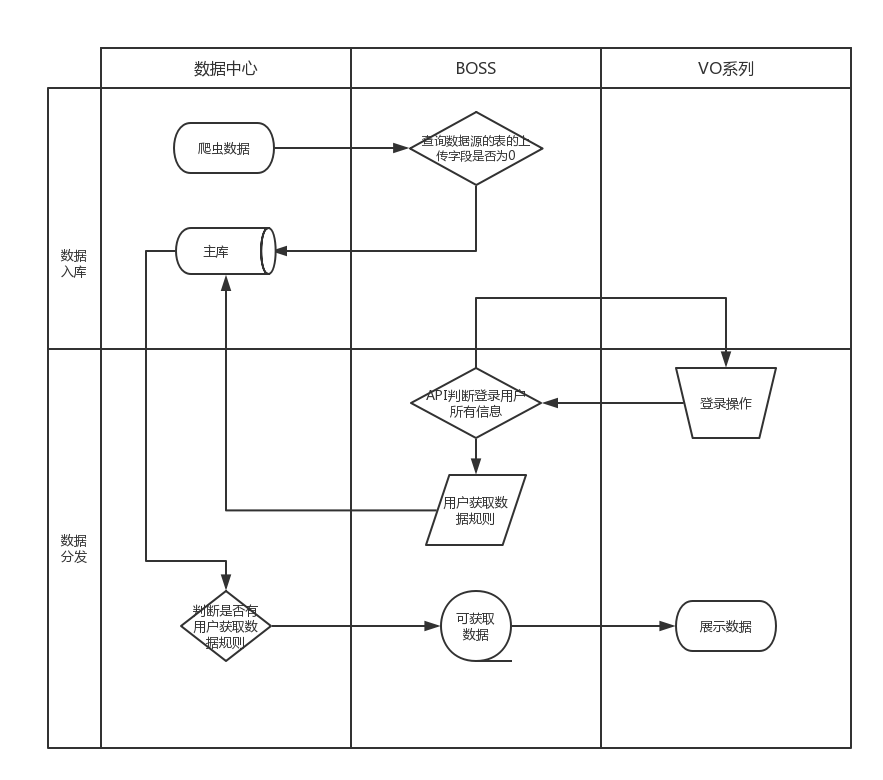 数据中心
BOSS
VO系列
数据
入库
爬虫数据
查询数据源的表的上
传字段是否为0
主库
数据
分发
API判断登录用户
所有信息
登录操作
用户获取数
据规则
判断是否有
用户获取数
据规则
可获取
数据
展示数据